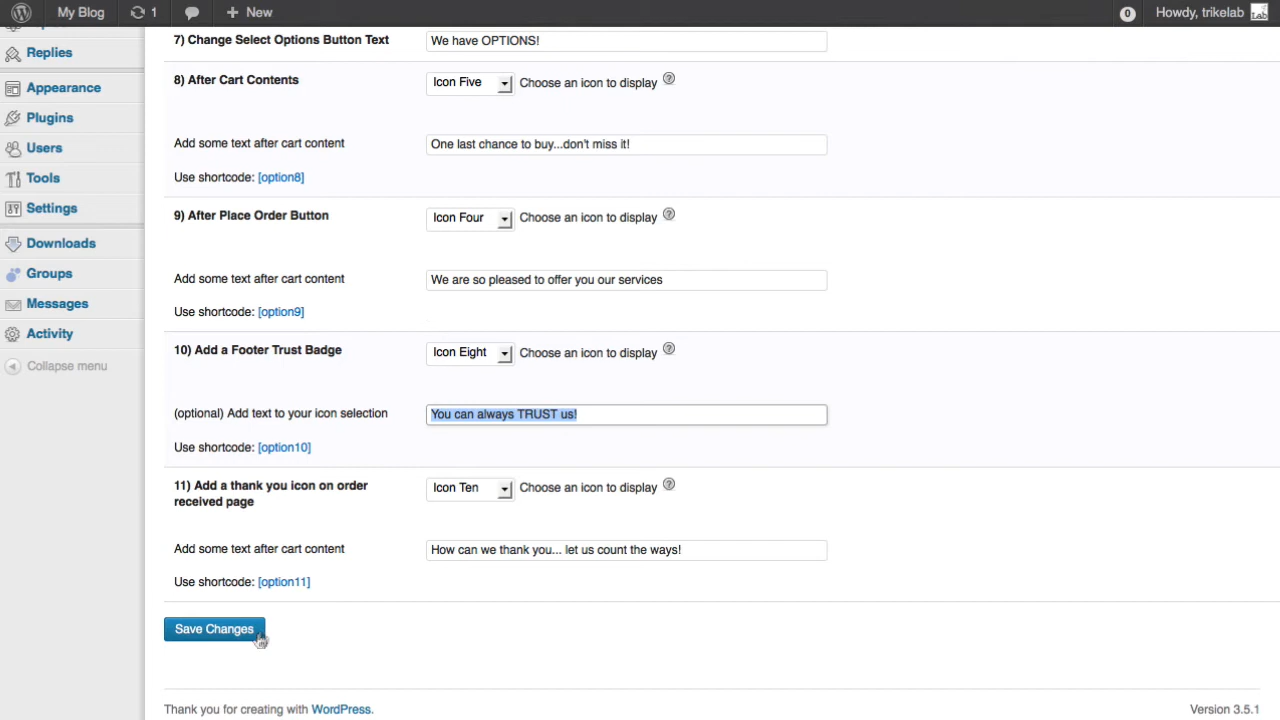 My Blog 1 New 0 Howdy, trikelab
Replies
Appearance
Plugins
Users
Tools
Settings
Downloads
Groups
Messages
Activity
Collapse menu
7) Change Select Options Button Text We have OPTIONS!
8) After Cart Contents Icon Five Choose an icon to display ?
Add some text after cart content One last chance to buy...don't miss it!
Use shortcode: [option8]
9) After Place Order Button Icon Four Choose an icon to display ?
Add some text after cart content We are so pleased to offer you our services
Use shortcode: [option9]
10) Add a Footer Trust Badge Icon Eight Choose an icon to display ?
(optional) Add text to your icon selection You can always TRUST us!
Use shortcode: [option10]
11) Add a thank you icon on order Icon Ten Choose an icon to display ?
received page
Add some text after cart content How can we thank you... let us count the ways!
Use shortcode: [option11]
Save Changes
Thank you for creating with WordPress. Version 3.5.1